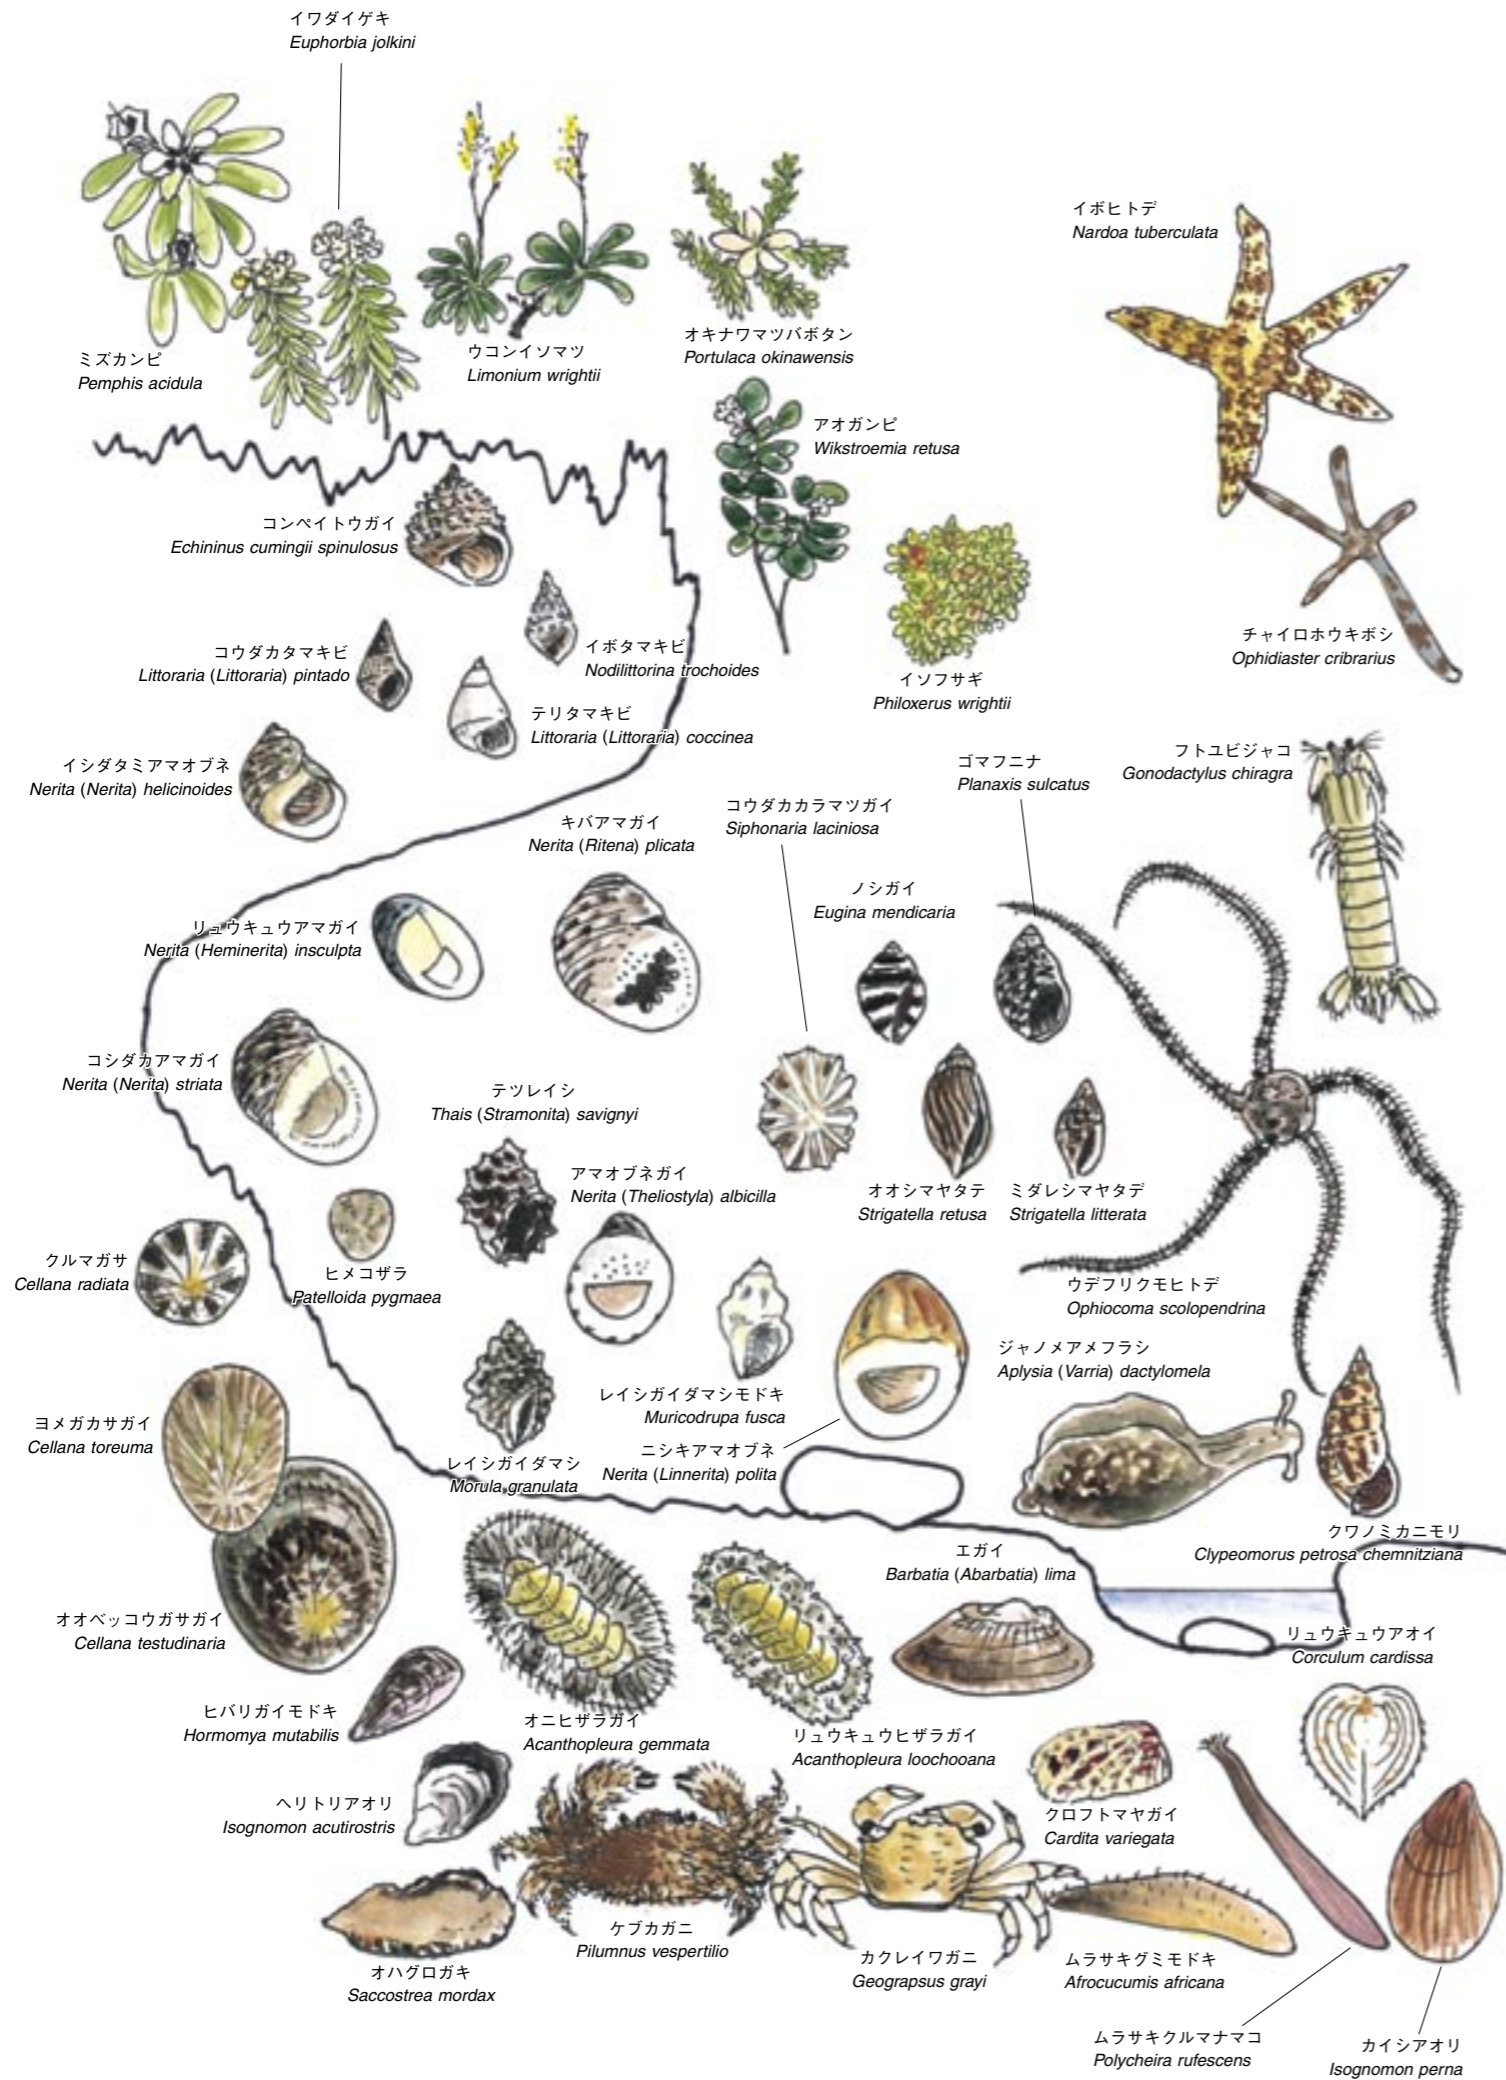 イワダイゲキ
Euphorbia jolkini
ミズカンピ
Pemphis acidula
ウコンイソマツ
Limonium wrightii
オキナワマツバボタン
Portulaca okinawensis
イボヒトデ
Nardoa tuberculata
アオガンピ
Wikstroemia retusa
コンペイトウガイ
Echininus cumingii spinulosus
チャイロホウキボシ
Ophidiaster cribrarius
コウダカタマキビ
Littoraria (Littoraria) pintado
イボタマキビ
Nodilittorina trochoides
イソフサギ
Philoxerus wrightii
テリタマキビ
Littoraria (Littoraria) coccinea
イシダタミアマオブネ
Nerita (Nerita) helicinoides
フトユビジャコ
Gonodactylus chiragra
ゴマフニナ
Planaxis sulcatus
コウダカカラマツガイ
Siphonaria laciniosa
キバアマガイ
Nerita (Ritena) plicata
ノシガイ
Eugina mendicaria
リュウキュウアマガイ
Nerita (Heminerita) insculpta
コシダカアマガイ
Nerita (Nerita) striata
テツレイシ
Thais (Stramonita) savignyi
アマオブネガイ
Nerita (Theliostyla) albicilla
オオシマヤタテ
Strigatella retusa
ミダレシマヤタデ
Strigatella litterata
クルマガサ
Cellana radiata
ヒメコザラ
Patelloida pygmaea
ウデフリクモヒトデ
Ophiocoma scolopendrina
ジャノメアメフラシ
Aplysia (Varria) dactylomela
レイシガイダマシモドキ
Muricodrupa fusca
ヨメガカサガイ
Cellana toreuma
ニシキアマオブネ
Nerita (Linnerita) polita
レイシガイダマシ
Morula granulata
クワノミカニモリ
Clypeomorus petrosa chemnitziana
エガイ
Barbatia (Abarbatia) lima
オオベッコウガサガイ
Cellana testudinaria
リュウキュウアオイ
Corculum cardissa
ヒバリガイモドキ
Hormomya mutabilis
オニヒザラガイ
Acanthopleura gemmata
リュウキュウヒザラガイ
Acanthopleura loochooana
ヘリトリアオリ
Isognomon acutirostris
クロフトマヤガイ
Cardita variegata
ケブカガニ
Pilumnus vespertilio
カクレイワガニ
Geograpsus grayi
ムラサキグミモドキ
Afrocucumis africana
オハグロガキ
Saccostrea mordax
ムラサキクルマナマコ
Polycheira rufescens
カイシアオリ
Isognomon perna